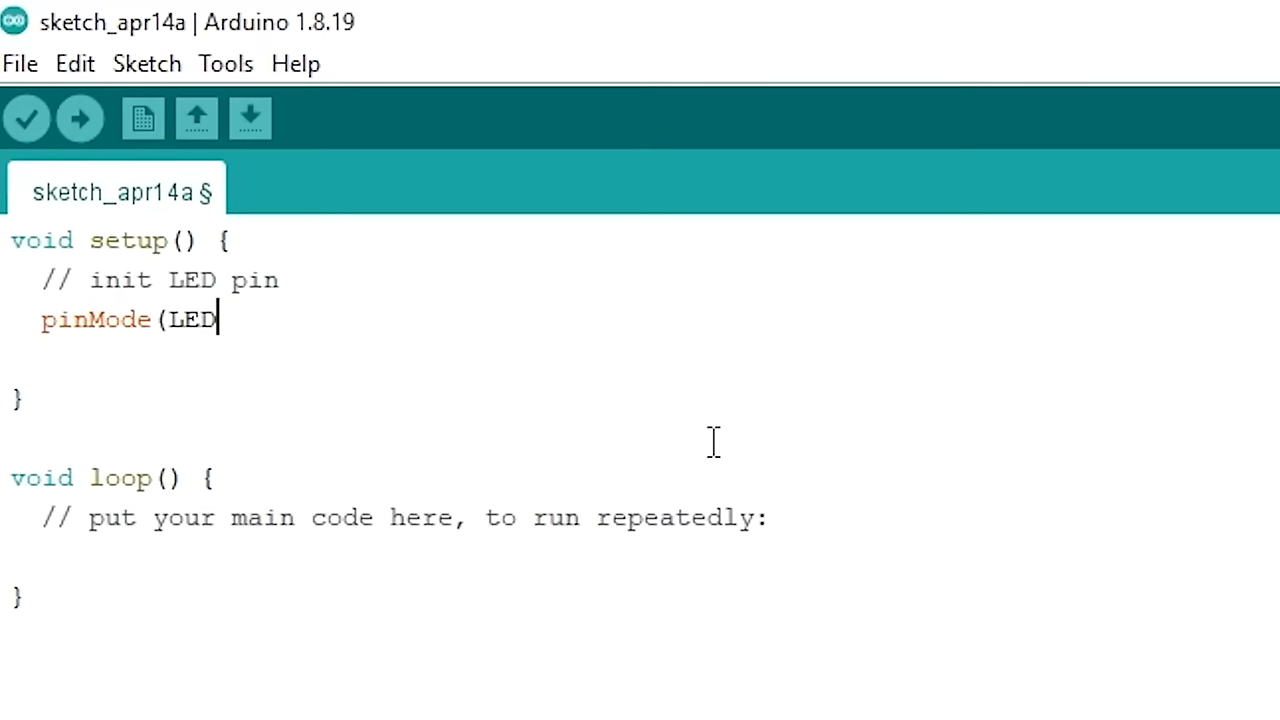 sketch_apr14a | Arduino 1.8.19
File Edit Sketch Tools Help
sketch_apr14a §
void setup() {
  // init LED pin
  pinMode(LED
}
void loop() {
  // put your main code here, to run repeatedly:
}